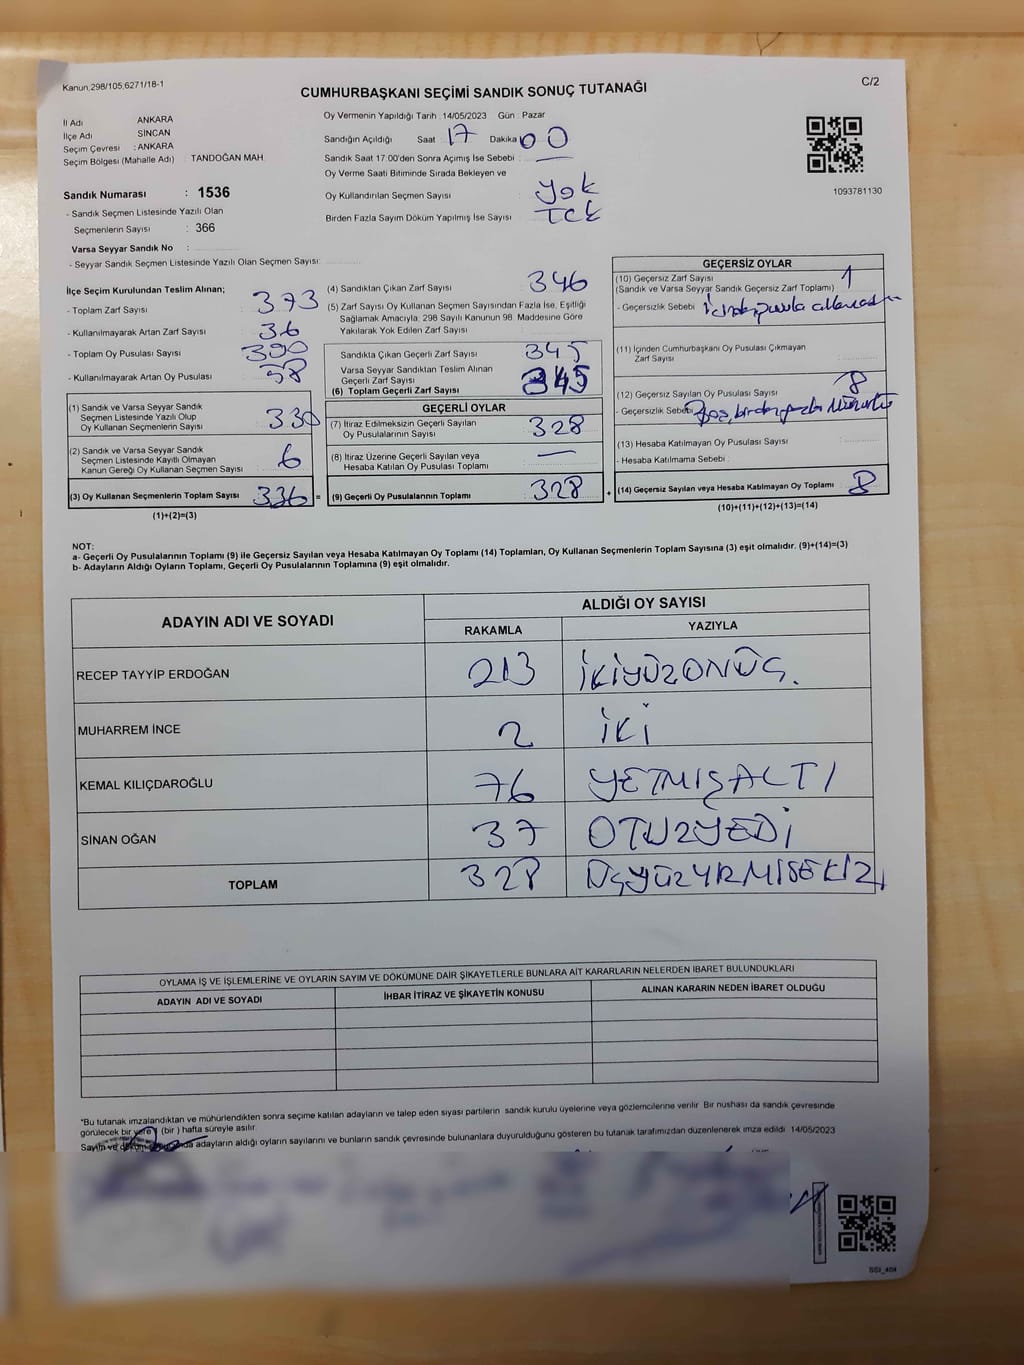 Kanun;298/105;6271/18-1
C/2
CUMHURBAŞKANI SEÇİMİ SANDIK SONUÇ TUTANAĞI
İl Adı ANKARA
İlçe Adı SİNCAN
Seçim Çevresi : ANKARA
Seçim Bölgesi (Mahalle Adı) : TANDOĞAN MAH.
Sandık Numarası : 1536
- Sandık Seçmen Listesinde Yazılı Olan
Seçmenlerin Sayısı : 366
Varsa Seyyar Sandık No :
- Seyyar Sandık Seçmen Listesinde Yazılı Olan Seçmen Sayısı:
Oy Vermenin Yapıldığı Tarih :14/05/2023 Gün : Pazar
Sandığın Açıldığı Saat 17 Dakika 00
Sandık Saat 17.00'den Sonra Açımış İse Sebebi : —
Oy Verme Saati Bitiminde Sırada Bekleyen ve
Oy Kullandırılan Seçmen Sayısı : Yok
Birden Fazla Sayım Döküm Yapılmış İse Sayısı : TEK
1093781130
İlçe Seçim Kurulundan Teslim Alınan;
- Toplam Zarf Sayısı : 373
- Kullanılmayarak Artan Zarf Sayısı : 36
- Toplam Oy Pusulası Sayısı : 390
- Kullanılmayarak Artan Oy Pusulası : 58
(1) Sandık ve Varsa Seyyar Sandık
Seçmen Listesinde Yazılı Olup
Oy Kullanan Seçmenlerin Sayısı : 330
(2) Sandık ve Varsa Seyyar Sandık
Seçmen Listesinde Kayıtlı Olmayan
Kanun Gereği Oy Kullanan Seçmen Sayısı : 6
(3) Oy Kullanan Seçmenlerin Toplam Sayısı : 336 =
(1)+(2)=(3)
(4) Sandıktan Çıkan Zarf Sayısı : 346
(5) Zarf Sayısı Oy Kullanan Seçmen Sayısından Fazla İse, Eşitliği
Sağlamak Amacıyla, 298 Sayılı Kanunun 98. Maddesine Göre
Yakılarak Yok Edilen Zarf Sayısı :
Sandıkta Çıkan Geçerli Zarf Sayısı : 345
Varsa Seyyar Sandıktan Teslim Alınan
Geçerli Zarf Sayısı
(6) Toplam Geçerli Zarf Sayısı : 345
GEÇERLİ OYLAR
(7) İtiraz Edilmeksizin Geçerli Sayılan
Oy Pusulalarının Sayısı : 328
(8) İtiraz Üzerine Geçerli Sayılan veya
Hesaba Katılan Oy Pusulası Toplamı : —
(9) Geçerli Oy Pusulalarının Toplamı : 328 +
GEÇERSİZ OYLAR
(10) Geçersiz Zarf Sayısı 1
(Sandık ve Varsa Seyyar Sandık Geçersiz Zarf Toplamı) :
- Geçersizlik Sebebi :
(11) İçinden Cumhurbaşkanı Oy Pusulası Çıkmayan
Zarf Sayısı :
(12) Geçersiz Sayılan Oy Pusulası Sayısı : 8
- Geçersizlik Sebebi
(13) Hesaba Katılmayan Oy Pusulası Sayısı :
- Hesaba Katılmama Sebebi :
(14) Geçersiz Sayılan veya Hesaba Katılmayan Oy Toplamı : 8
(10)+(11)+(12)+(13)=(14)
NOT:
a- Geçerli Oy Pusulalarının Toplamı (9) ile Geçersiz Sayılan veya Hesaba Katılmayan Oy Toplamı (14) Toplamları, Oy Kullanan Seçmenlerin Toplam Sayısına (3) eşit olmalıdır. (9)+(14)=(3)
b- Adayların Aldığı Oyların Toplamı, Geçerli Oy Pusulalarının Toplamına (9) eşit olmalıdır.
ADAYIN ADI VE SOYADI ALDIĞI OY SAYISI
RAKAMLA YAZIYLA
RECEP TAYYİP ERDOĞAN 213 İKİYÜZONÜÇ.
MUHARREM İNCE 2 İKİ
KEMAL KILIÇDAROĞLU 76 YETMİŞALTI
SİNAN OĞAN 37 OTUZYEDİ
TOPLAM 328 ÜÇYÜZYİRMİSEKİZ
OYLAMA İŞ VE İŞLEMLERİNE VE OYLARIN SAYIM VE DÖKÜMÜNE DAİR ŞİKAYETLERLE BUNLARA AİT KARARLARIN NELERDEN İBARET BULUNDUKLARI
ADAYIN ADI VE SOYADI İHBAR İTİRAZ VE ŞİKAYETİN KONUSU ALINAN KARARIN NEDEN İBARET OLDUĞU
"Bu tutanak imzalandıktan ve mühürlendikten sonra seçime katılan adayların ve talep eden siyasi partilerin sandık kurulu üyelerine veya gözlemcilerine verilir. Bir nushası da sandık çevresinde
görülecek bir yere 1 (bir ) hafta süreyle asılır.
Sayım ve döküm adayların aldığı oyların sayılarını ve bunların sandık çevresinde bulunanlara duyurulduğunu gösteren bu tutanak tarafımızdan düzenlenerek imza edildi. 14/05/2023